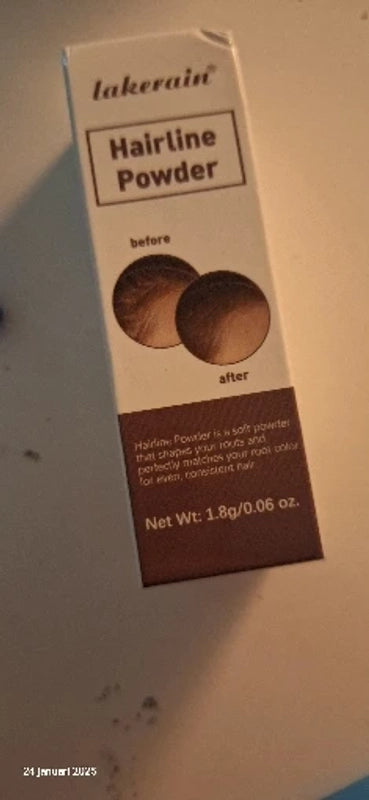 lakerain®
Hairline
Powder
before
after
Hairline Powder is a soft powder
that shapes your roots and
perfectly matches your root color
for even, consistent hair
Net Wt: 1.8g/0.06 oz.
24 januari 2025